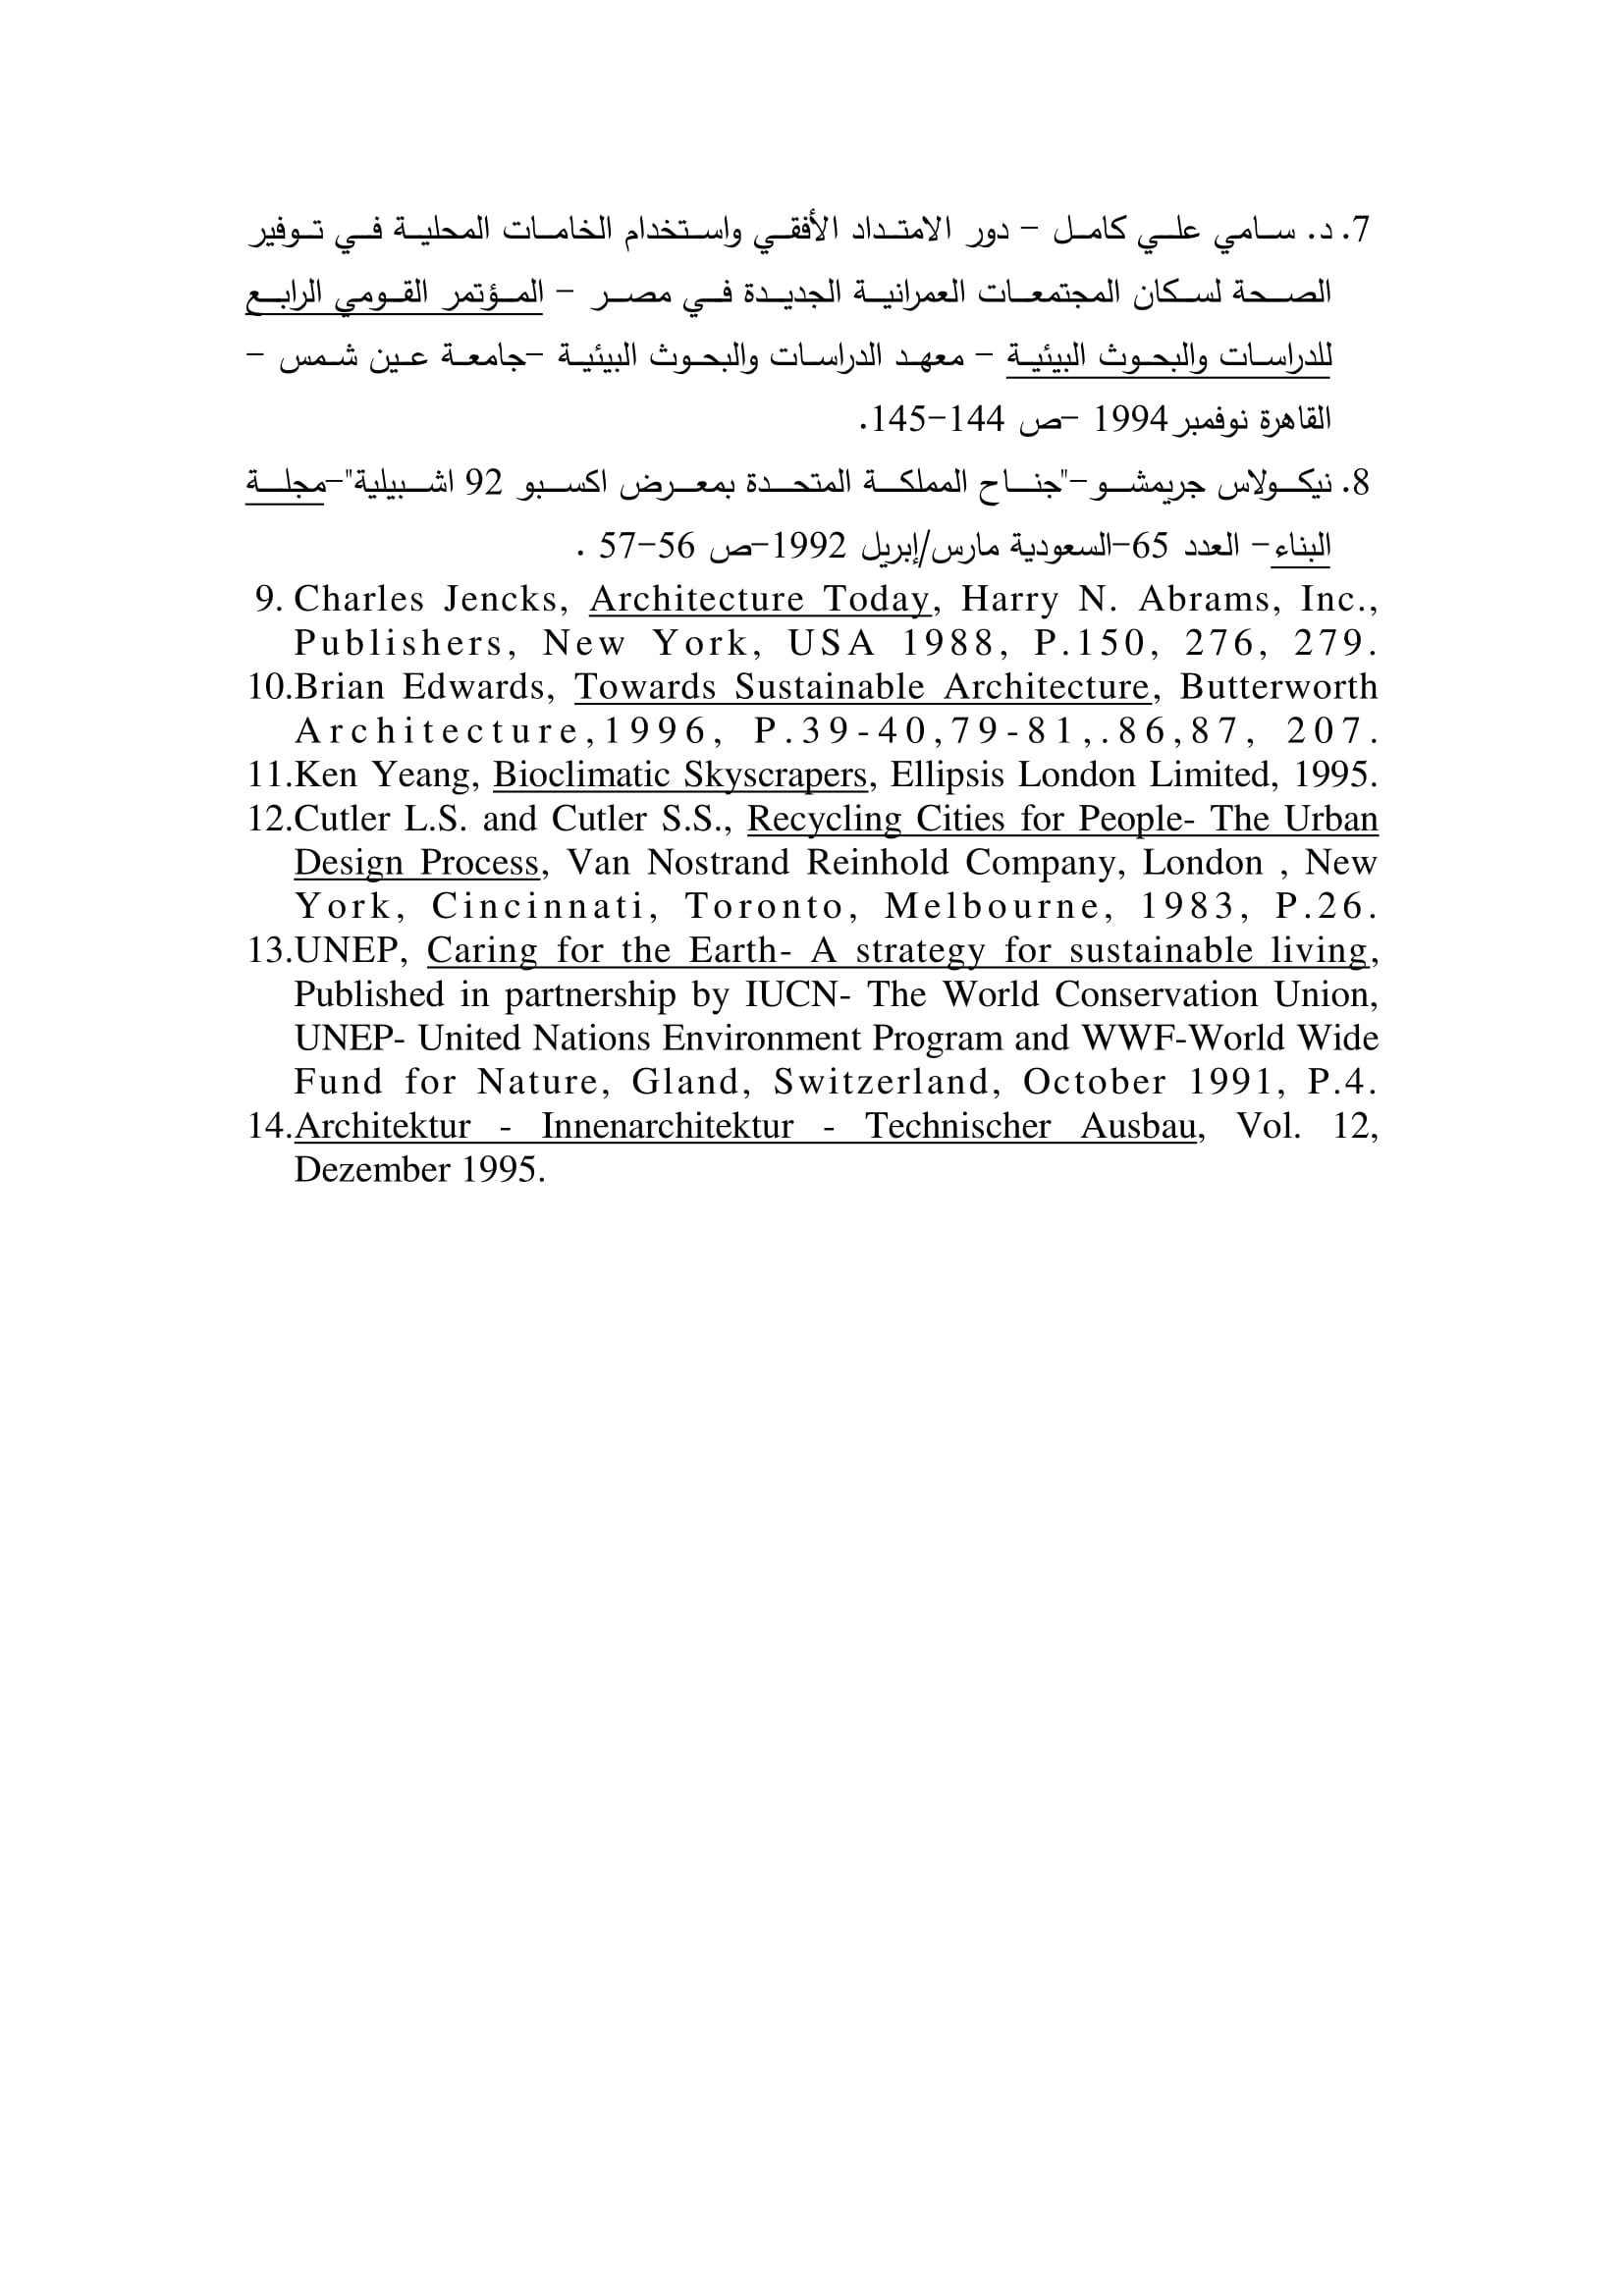 7. د. سامي علي كامل – دور الامتداد الأفقي واستخدام الخامات المحلية في توفير
الصحة لسكان المجتمعات العمرانية الجديدة في مصر – المؤتمر القومي الرابع
للدراسات والبحوث البيئية – معهد الدراسات والبحوث البيئية –جامعة عين شمس –
القاهرة نوفمبر1994 –ص 144–145.
8. نيكولاس جريمشو–"جناح المملكة المتحدة بمعرض اكسبو 92 اشبيلية"–مجلة
البناء– العدد 65–السعودية مارس/إبريل 1992–ص 56–57 .
9. Charles Jencks, Architecture Today, Harry N. Abrams, Inc.,
Publishers, New York, USA 1988, P.150, 276, 279.
10.Brian Edwards, Towards Sustainable Architecture, Butterworth
Architecture,1996, P.39-40,79-81,.86,87, 207.
11.Ken Yeang, Bioclimatic Skyscrapers, Ellipsis London Limited, 1995.
12.Cutler L.S. and Cutler S.S., Recycling Cities for People- The Urban
Design Process, Van Nostrand Reinhold Company, London , New
York, Cincinnati, Toronto, Melbourne, 1983, P.26.
13.UNEP, Caring for the Earth- A strategy for sustainable living,
Published in partnership by IUCN- The World Conservation Union,
UNEP- United Nations Environment Program and WWF-World Wide
Fund for Nature, Gland, Switzerland, October 1991, P.4.
14.Architektur - Innenarchitektur - Technischer Ausbau, Vol. 12,
Dezember 1995.